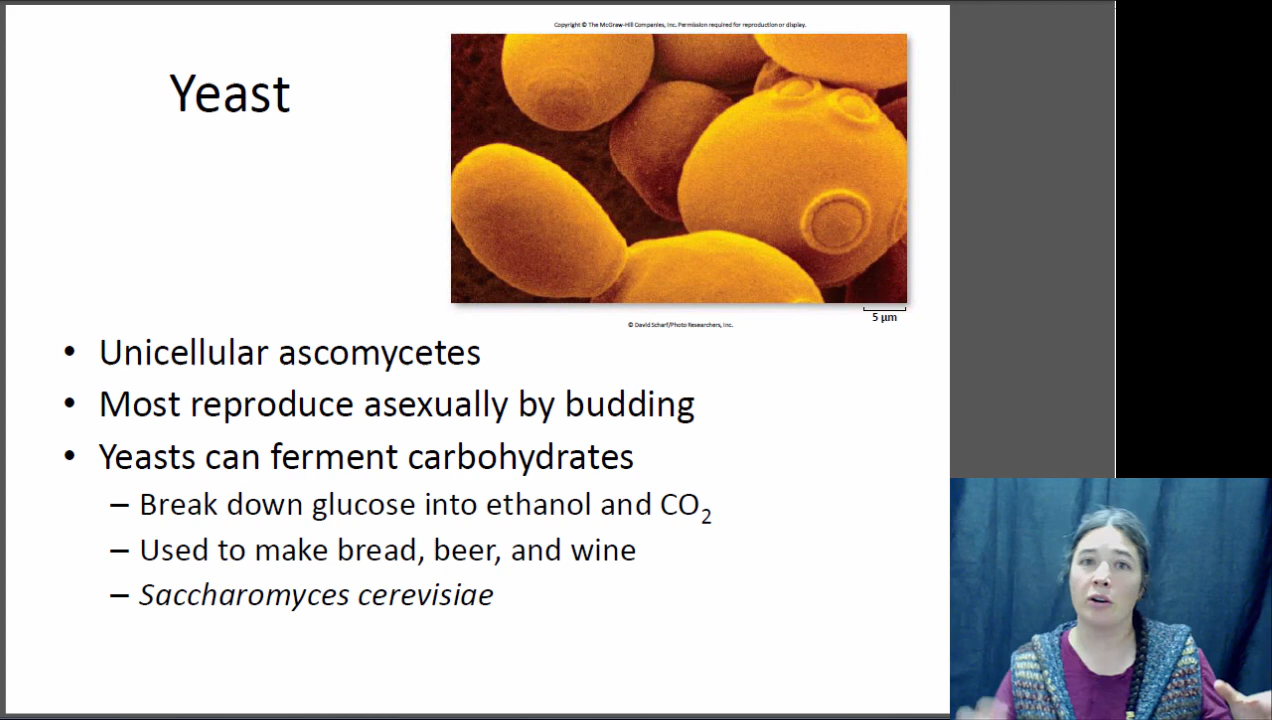 Copyright © The McGraw-Hill Companies, Inc. Permission required for reproduction or display.
Yeast
5 µm
© David Scharf/Photo Researchers, Inc.
• Unicellular ascomycetes
• Most reproduce asexually by budding
• Yeasts can ferment carbohydrates
– Break down glucose into ethanol and CO₂
– Used to make bread, beer, and wine
– Saccharomyces cerevisiae